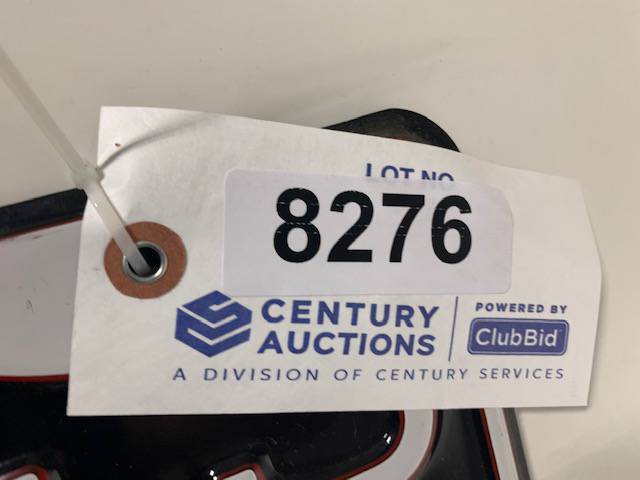 LOT NO
8276
CENTURY
AUCTIONS
POWERED BY
ClubBid
A DIVISION OF CENTURY SERVICES